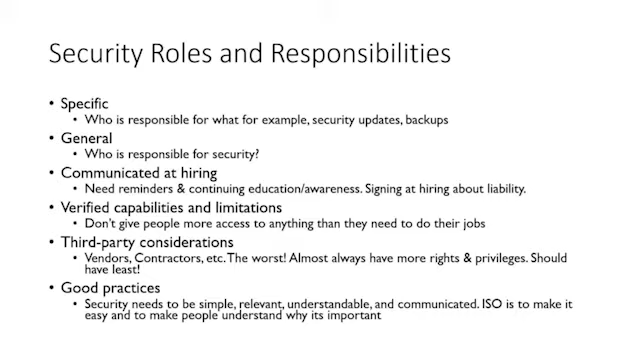 Security Roles and Responsibilities
• Specific
• Who is responsible for what for example, security updates, backups
• General
• Who is responsible for security?
• Communicated at hiring
• Need reminders & continuing education/awareness. Signing at hiring about liability.
• Verified capabilities and limitations
• Don't give people more access to anything than they need to do their jobs
• Third-party considerations
• Vendors, Contractors, etc. The worst! Almost always have more rights & privileges. Should
have least!
• Good practices
• Security needs to be simple, relevant, understandable, and communicated. ISO is to make it
easy and to make people understand why its important